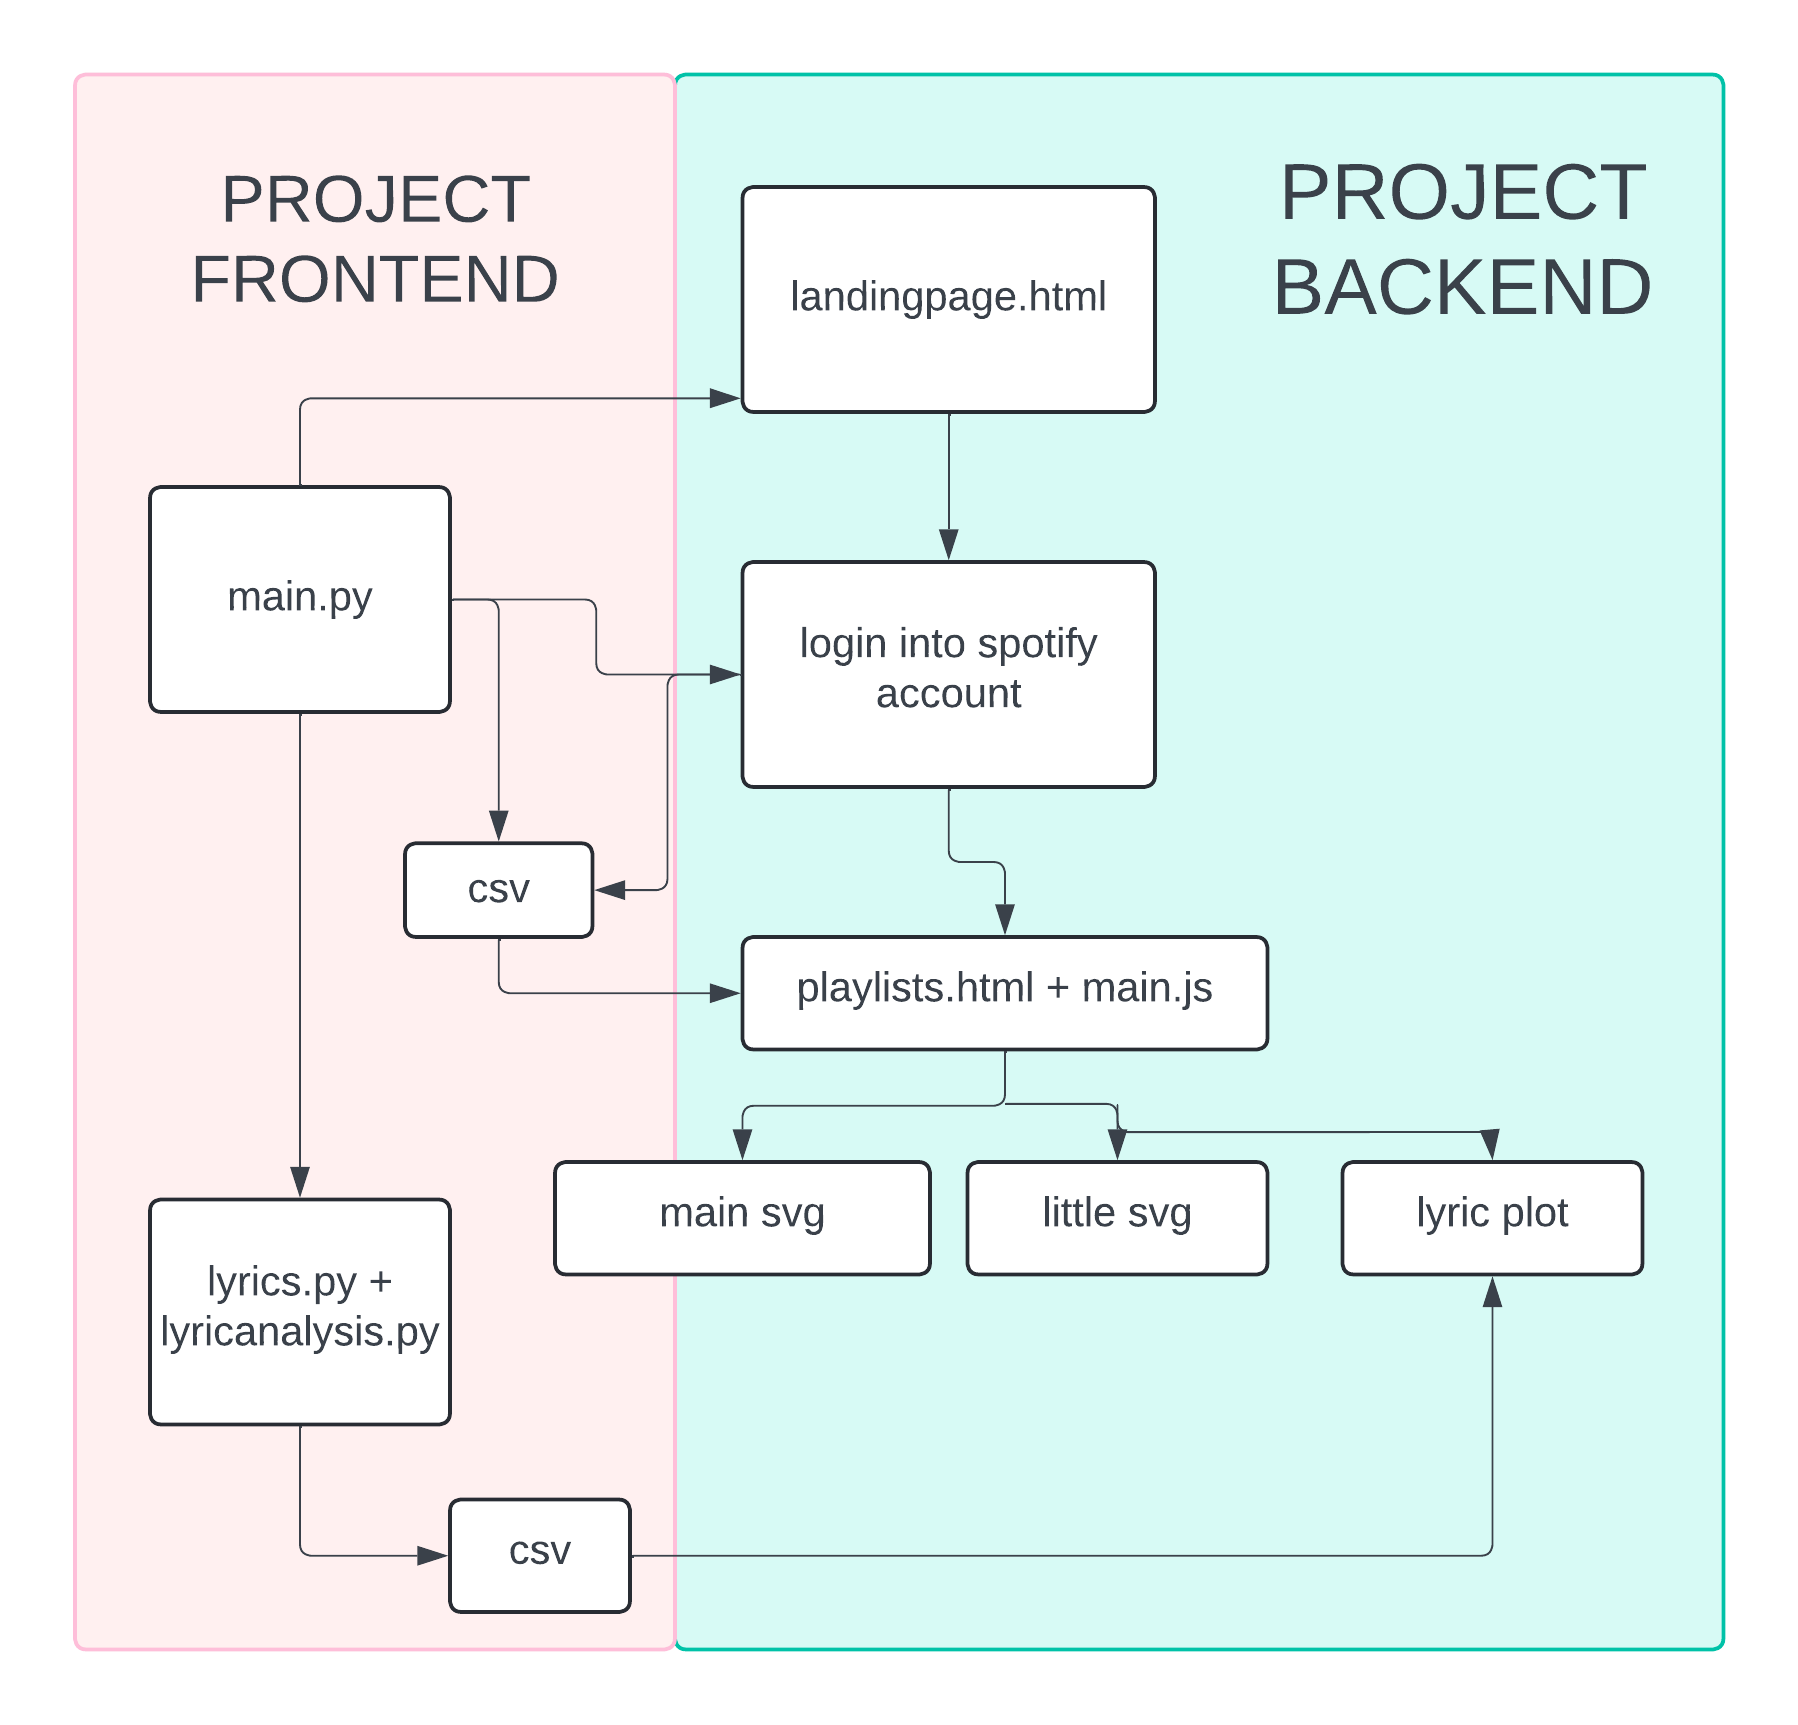 PROJECT
FRONTEND
PROJECT
BACKEND
landingpage.html
main.py
login into spotify
account
csv
playlists.html + main.js
main svg
little svg
lyric plot
lyrics.py +
lyricanalysis.py
csv